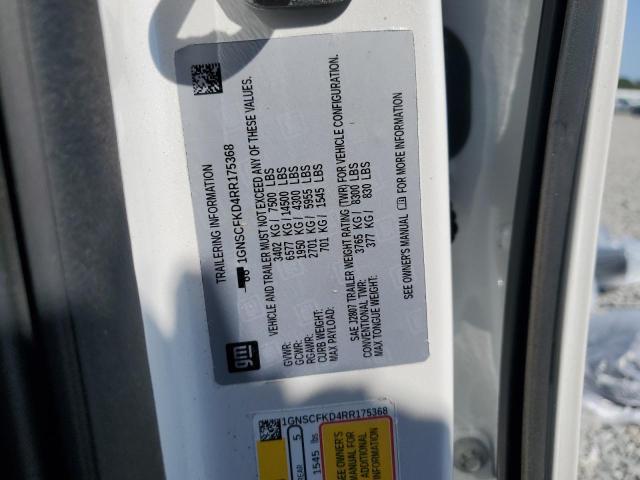 TRAILERING INFORMATION
1GNSCFKD4RR175368
VEHICLE AND TRAILER MUST NOT EXCEED ANY OF THESE VALUES.
GVWR: 3402 KG / 7500 LBS
GCWR: 6577 KG / 14500 LBS
RGAWR: 1950 KG / 4300 LBS
CURB WEIGHT: 2701 KG / 5955 LBS
MAX PAYLOAD: 701 KG / 1545 LBS
SAE J2807 TRAILER WEIGHT RATING (TWR) FOR VEHICLE CONFIGURATION.
CONVENTIONAL TWR: 3765 KG / 8300 LBS
MAX TONGUE WEIGHT: 377 KG / 830 LBS
SEE OWNER'S MANUAL FOR MORE INFORMATION
gm
1GNSCFKD4RR175368
5
REAR
1545 lbs
SEE OWNER'S
MANUAL FOR
ADDITIONAL
INFORMATION